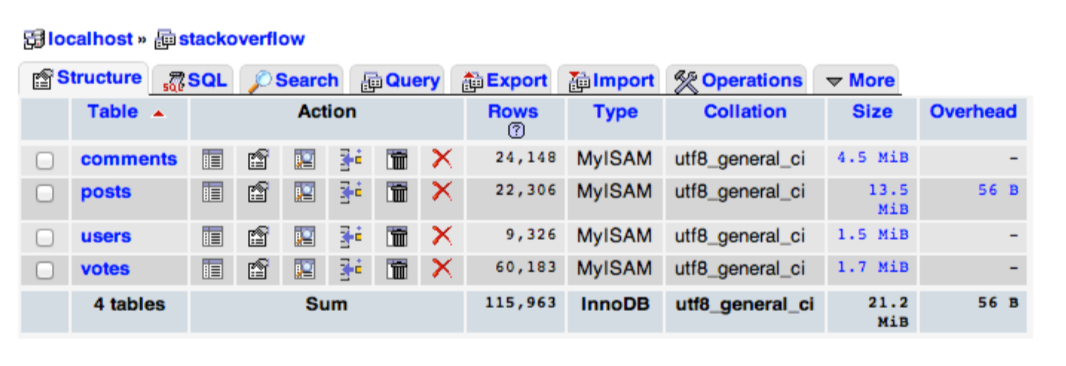 localhost » stackoverflow
Structure SQL Search Query Export Import Operations More
Table Action Rows Type Collation Size Overhead
?
comments 24,148 MyISAM utf8_general_ci 4.5 MiB -
posts 22,306 MyISAM utf8_general_ci 13.5 56 B
MiB
users 9,326 MyISAM utf8_general_ci 1.5 MiB -
votes 60,183 MyISAM utf8_general_ci 1.7 MiB -
4 tables Sum 115,963 InnoDB utf8_general_ci 21.2 56 B
MiB